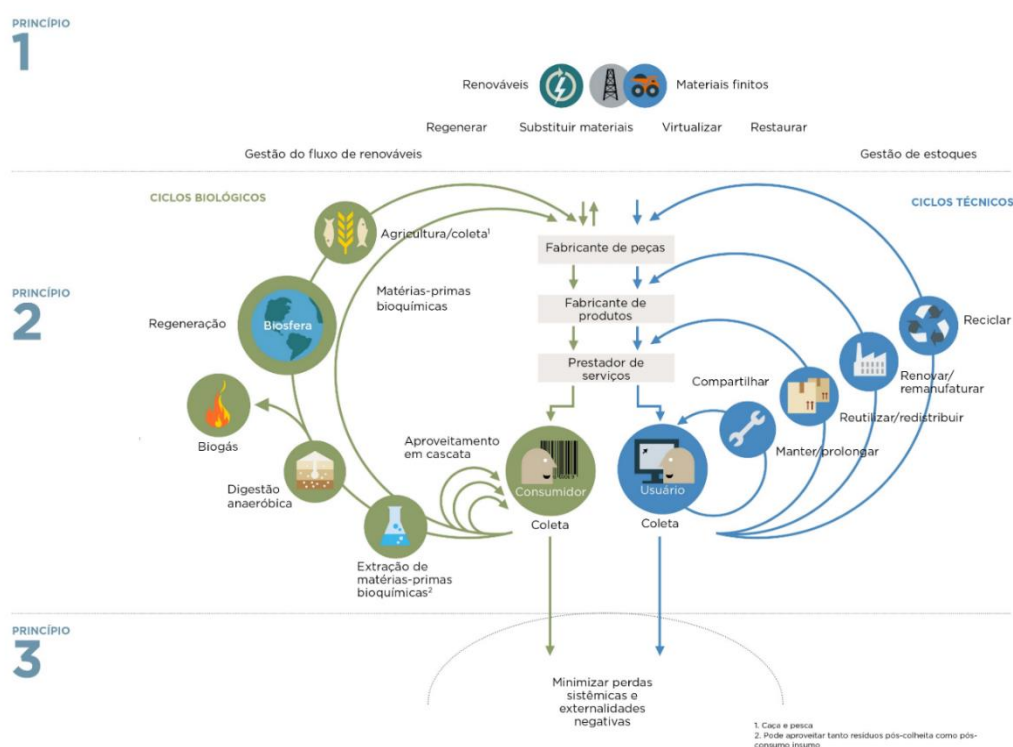 PRINCÍPIO
1
Renováveis
Materiais finitos
Regenerar
Substituir materiais
Virtualizar
Restaurar
Gestão do fluxo de renováveis
Gestão de estoques
CICLOS BIOLÓGICOS
CICLOS TÉCNICOS
PRINCÍPIO
2
Agricultura/coleta¹
Matérias-primas
bioquímicas
Regeneração
Biosfera
Biogás
Digestão
anaeróbica
Aproveitamento
em cascata
Extração de
matérias-primas
bioquímicas²
Fabricante de peças
Fabricante de
produtos
Prestador de
serviços
Consumidor
Coleta
Usuário
Coleta
Compartilhar
Manter/prolongar
Reutilizar/redistribuir
Renovar/
remanufaturar
Reciclar
PRINCÍPIO
3
Minimizar perdas
sistêmicas e
externalidades
negativas
1. Caça e pesca
2. Pode aproveitar tanto resíduos pós-colheita como pós-
consumo insumo